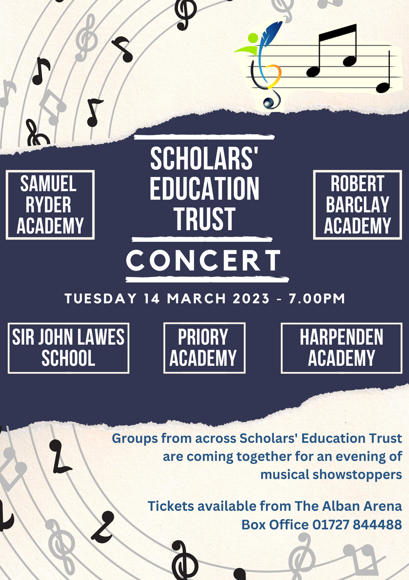 SCHOLARS'
EDUCATION
TRUST
SAMUEL
RYDER
ACADEMY
ROBERT
BARCLAY
ACADEMY
CONCERT
TUESDAY 14 MARCH 2023 - 7.00PM
SIR JOHN LAWES
SCHOOL
PRIORY
ACADEMY
HARPENDEN
ACADEMY
Groups from across Scholars' Education Trust
are coming together for an evening of
musical showstoppers
Tickets available from The Alban Arena
Box Office 01727 844488